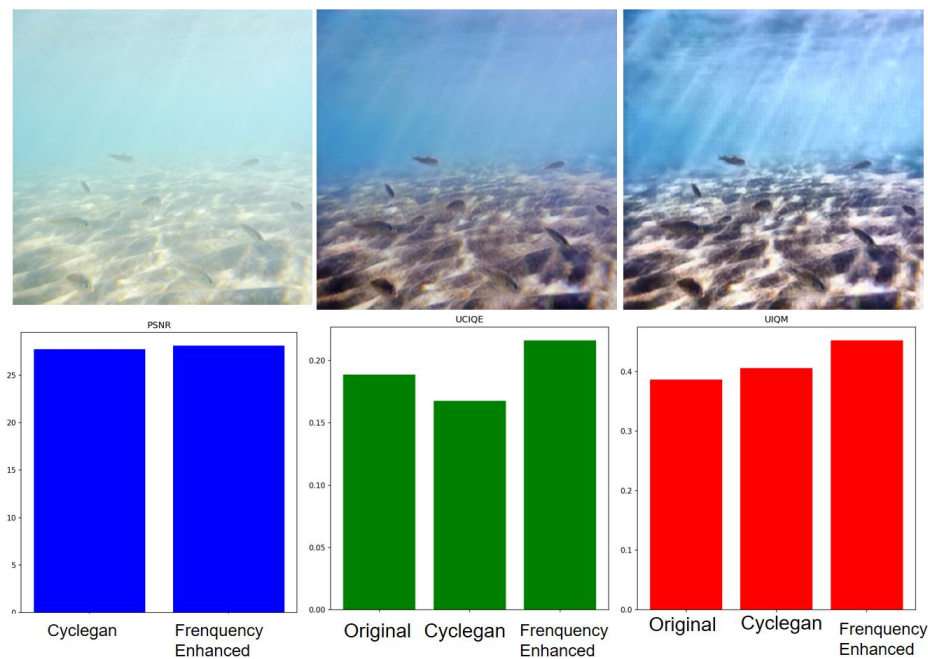 PSNR
25
20
15
10
5
0
Cyclegan
Frenquency
Enhanced
UCIQE
0.20
0.15
0.10
0.05
0.00
Original
Cyclegan
Frenquency
Enhanced
UIQM
0.4
0.3
0.2
0.1
0.0
Original
Cyclegan
Frenquency
Enhanced